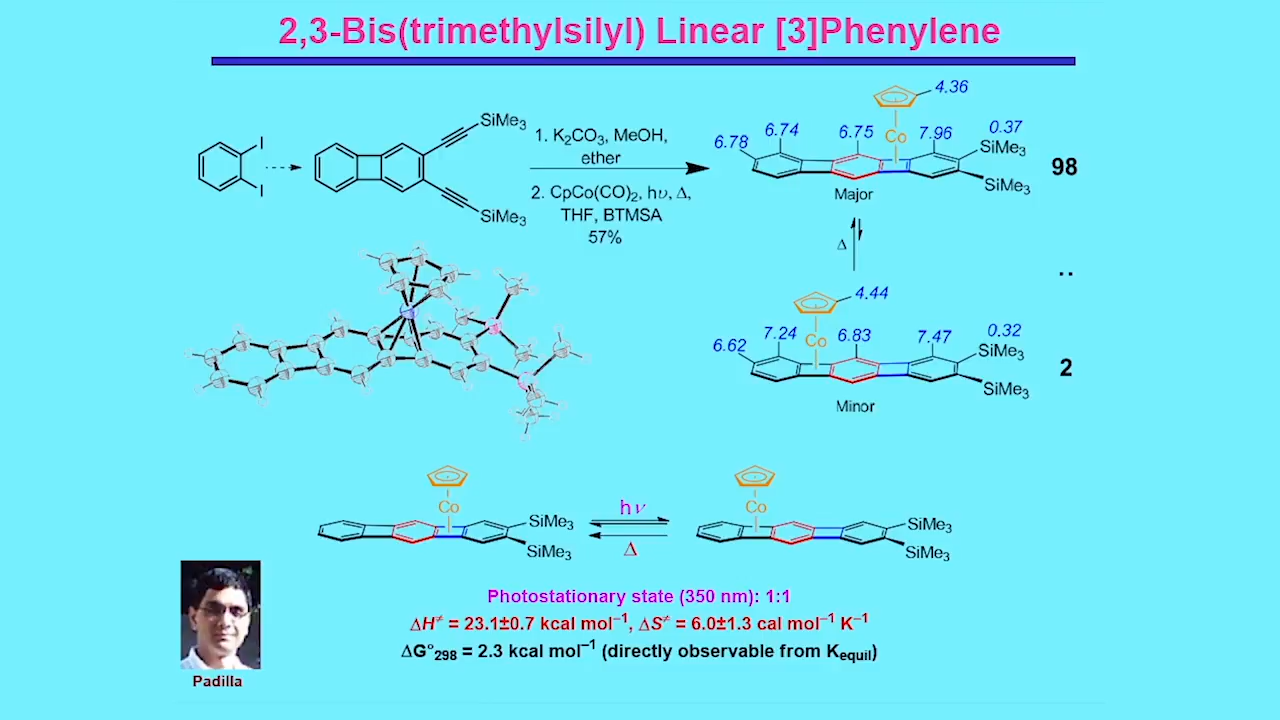 2,3-Bis(trimethylsilyl) Linear [3]Phenylene
I
I
SiMe₃
SiMe₃
1. K₂CO₃, MeOH,
ether
2. CpCo(CO)₂, hυ, Δ,
THF, BTMSA
57%
4.36
Co
6.78
6.74
6.75
7.96
0.37
SiMe₃
SiMe₃
98
Major
Δ
..
4.44
Co
6.62
7.24
6.83
7.47
0.32
SiMe₃
SiMe₃
2
Minor
Co
SiMe₃
SiMe₃
hν
Δ
Co
SiMe₃
SiMe₃
Photostationary state (350 nm): 1:1
ΔH≠ = 23.1±0.7 kcal mol⁻¹, ΔS≠ = 6.0±1.3 cal mol⁻¹ K⁻¹
ΔG°₂₉₈ = 2.3 kcal mol⁻¹ (directly observable from Kequil)
Padilla